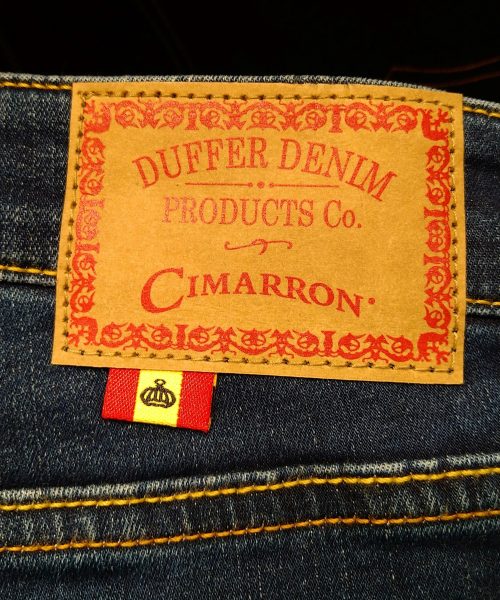 DUFFER DENIM
PRODUCTS Co.
CIMARRON